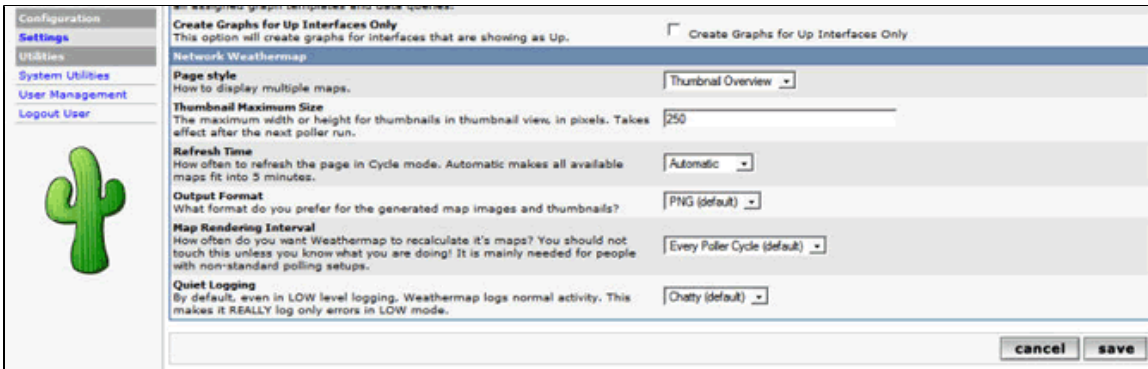 all assigned graph templates and data queries.
Configuration
Settings
Utilities
System Utilities
User Management
Logout User
Create Graphs for Up Interfaces Only
This option will create graphs for interfaces that are showing as Up.
Create Graphs for Up Interfaces Only
Network Weathermap
Page style
How to display multiple maps.
Thumbnail Overview
Thumbnail Maximum Size
The maximum width or height for thumbnails in thumbnail view, in pixels. Takes
effect after the next poller run.
250
Refresh Time
How often to refresh the page in Cycle mode. Automatic makes all available
maps fit into 5 minutes.
Automatic
Output Format
What format do you prefer for the generated map images and thumbnails?
PNG (default)
Map Rendering Interval
How often do you want Weathermap to recalculate it's maps? You should not
touch this unless you know what you are doing! It is mainly needed for people
with non-standard polling setups.
Every Poller Cycle (default)
Quiet Logging
By default, even in LOW level logging, Weathermap logs normal activity. This
makes it REALLY log only errors in LOW mode.
Chatty (default)
cancel
save